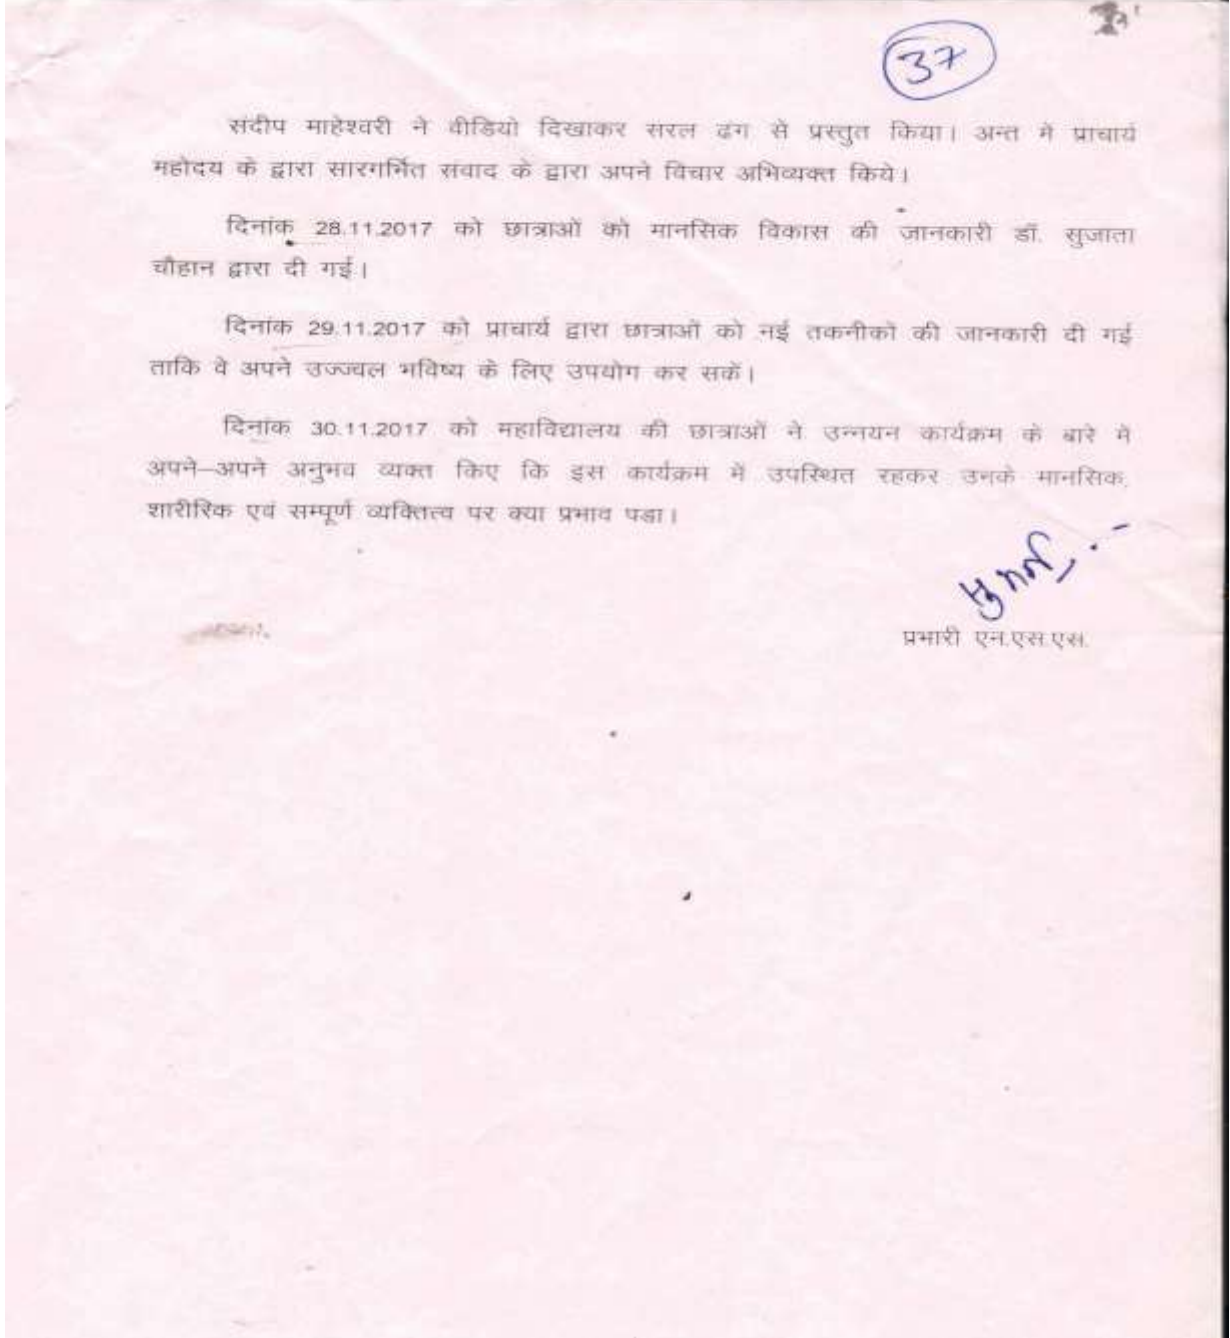 37
संदीप माहेश्वरी ने वीडियो दिखाकर सरल ढंग से प्रस्तुत किया। अन्त में प्राचार्य
महोदय के द्वारा सारगर्भित संवाद के द्वारा अपने विचार अभिव्यक्त किये।
दिनांक 28.11.2017 को छात्राओं को मानसिक विकास की जानकारी डॉ. सुजाता
चौहान द्वारा दी गई।
दिनांक 29.11.2017 को प्राचार्य द्वारा छात्राओं को नई तकनीको की जानकारी दी गई
ताकि वे अपने उज्ज्वल भविष्य के लिए उपयोग कर सकें।
दिनांक 30.11.2017 को महाविद्यालय की छात्राओं ने उन्नयन कार्यक्रम के बारे में
अपने–अपने अनुभव व्यक्त किए कि इस कार्यक्रम में उपस्थित रहकर उनके मानसिक,
शारीरिक एवं सम्पूर्ण व्यक्तित्व पर क्या प्रभाव पडा।
प्रभारी एन.एस.एस.